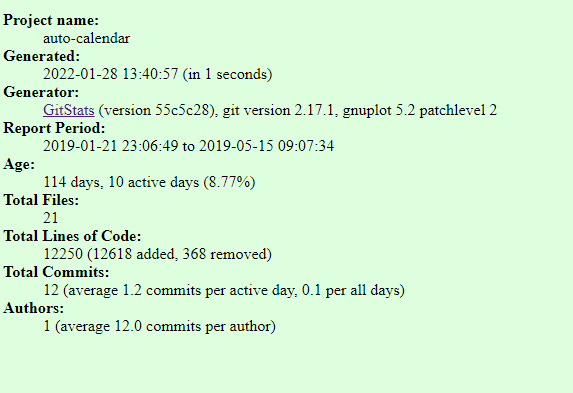 Project name:
auto-calendar
Generated:
2022-01-28 13:40:57 (in 1 seconds)
Generator:
GitStats (version 55c5c28), git version 2.17.1, gnuplot 5.2 patchlevel 2
Report Period:
2019-01-21 23:06:49 to 2019-05-15 09:07:34
Age:
114 days, 10 active days (8.77%)
Total Files:
21
Total Lines of Code:
12250 (12618 added, 368 removed)
Total Commits:
12 (average 1.2 commits per active day, 0.1 per all days)
Authors:
1 (average 12.0 commits per author)